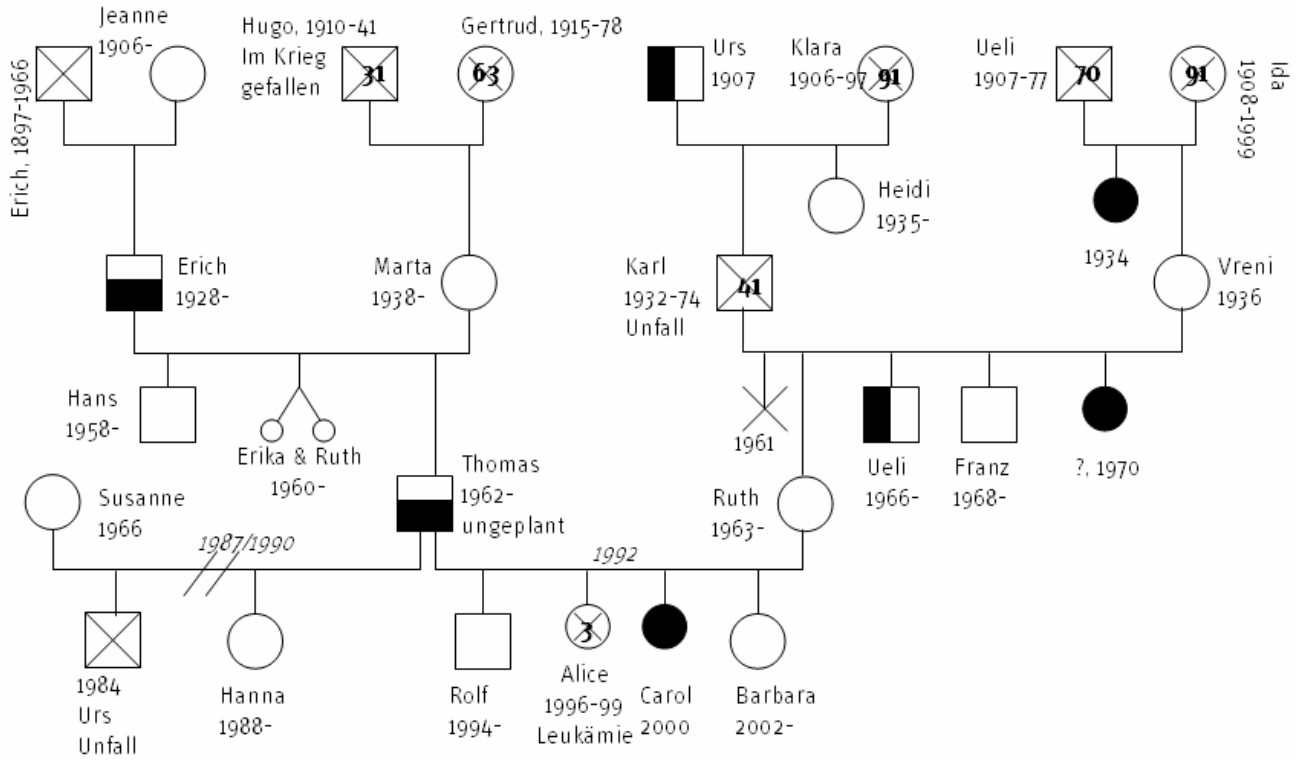 Jeanne
1906-
Erich, 1897-1966
Hugo, 1910-41
Im Krieg
gefallen
31
Gertrud, 1915-78
63
Urs
1907
Klara
1906-97
91
Ueli
1907-77
70
91
Ida
1908-1999
Heidi
1935-
1934
Erich
1928-
Marta
1938-
Karl
1932-74
Unfall
41
Vreni
1936
Hans
1958-
Erika & Ruth
1960-
Thomas
1962-
ungeplant
1961
Ruth
1963-
Ueli
1966-
Franz
1968-
?, 1970
Susanne
1966
1987/1990
1992
1984
Urs
Unfall
Hanna
1988-
Rolf
1994-
3
Alice
1996-99
Leukämie
Carol
2000
Barbara
2002-